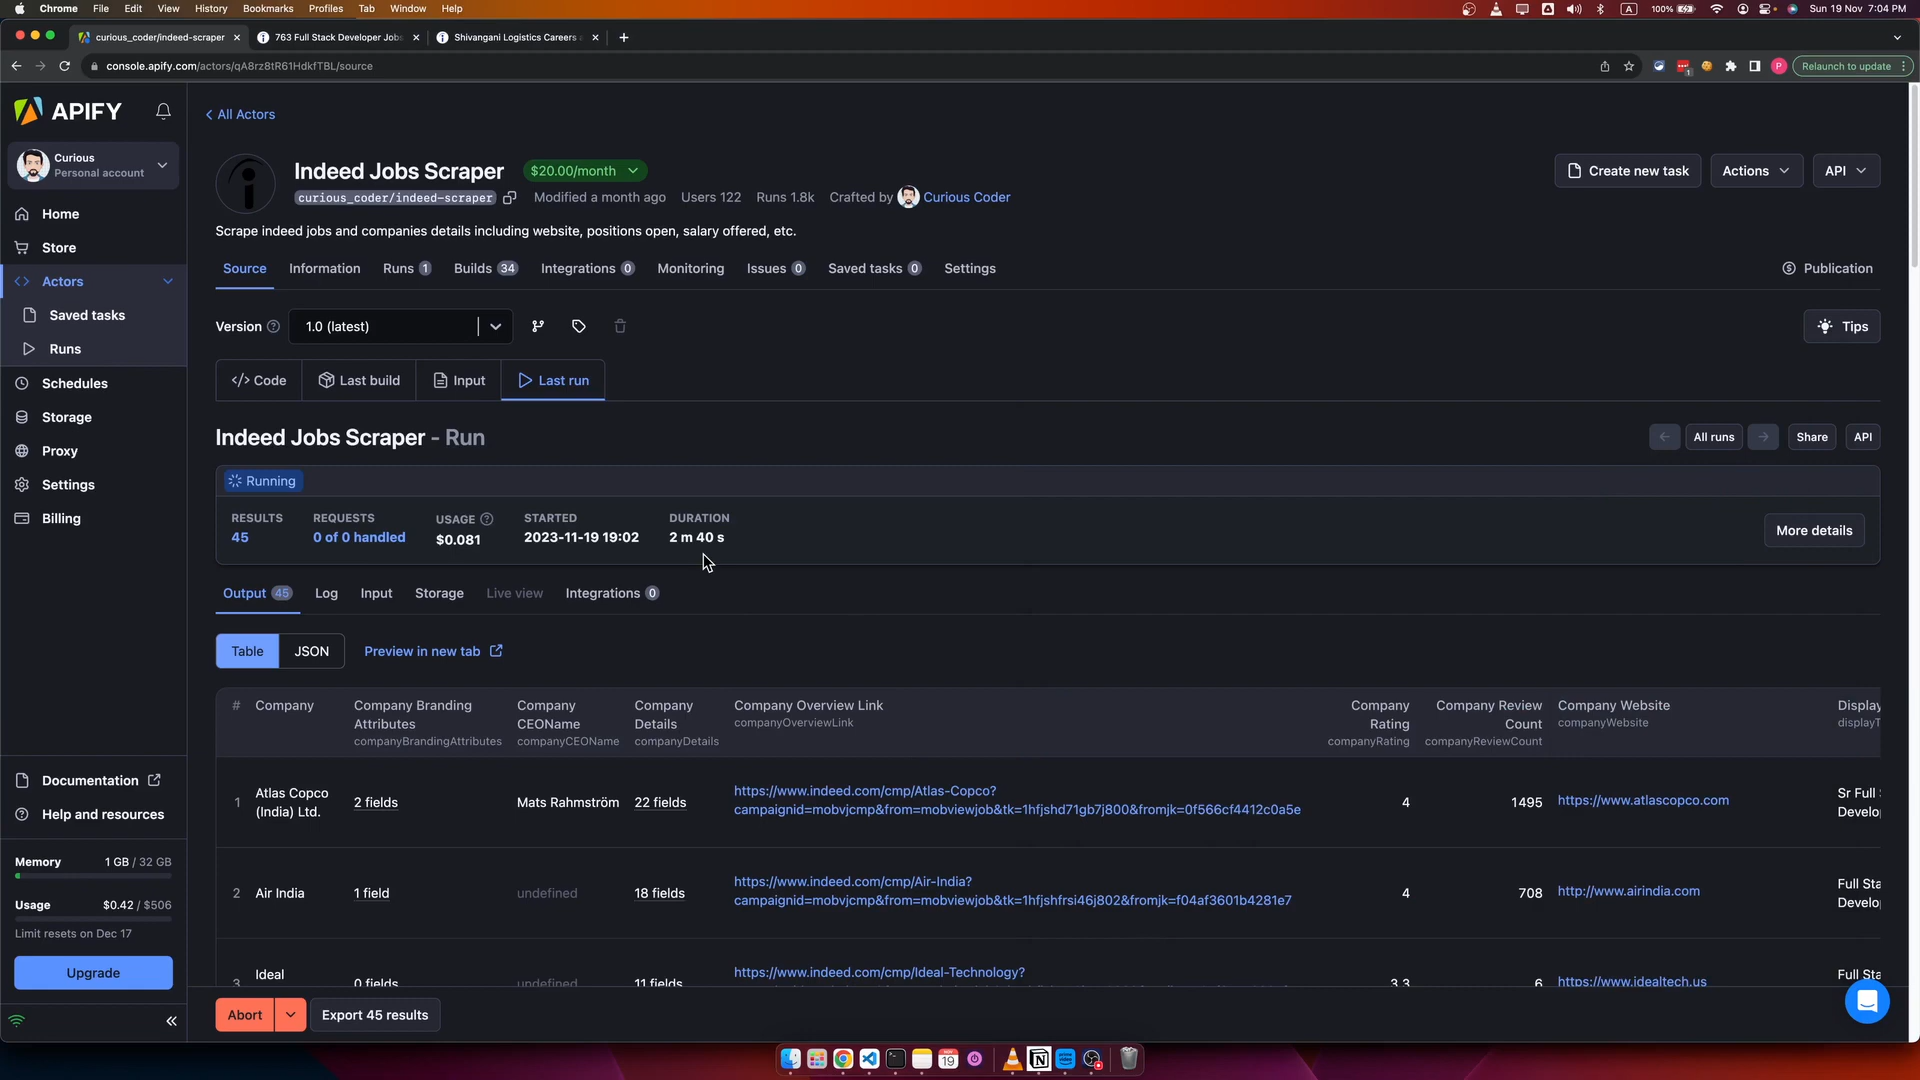 Chrome File Edit View History Bookmarks Profiles Tab Window Help
A 100% Sun 19 Nov 7:04 PM
curious_coder/indeed-scraper
763 Full Stack Developer Jobs
Shivangani Logistics Careers
console.apify.com/actors/qA8rz8tR61HdkfTBL/source
1
P
Relaunch to update
APIFY
Curious
Personal account
Home
Store
Actors
Saved tasks
Runs
Schedules
Storage
Proxy
Settings
Billing
Documentation
Help and resources
Memory 1 GB / 32 GB
Usage $0.42 / $506
Limit resets on Dec 17
Upgrade
All Actors
Indeed Jobs Scraper $20.00/month
Create new task Actions API
curious_coder/indeed-scraper Modified a month ago Users 122 Runs 1.8k Crafted by Curious Coder
Scrape indeed jobs and companies details including website, positions open, salary offered, etc.
Source Information Runs 1 Builds 34 Integrations 0 Monitoring Issues 0 Saved tasks 0 Settings Publication
Version 1.0 (latest) Tips
</> Code Last build Input Last run
Indeed Jobs Scraper - Run All runs Share API
Running
RESULTS REQUESTS USAGE STARTED DURATION
45 0 of 0 handled $0.081 2023-11-19 19:02 2 m 40 s
More details
Output 45 Log Input Storage Live view Integrations 0
Table JSON Preview in new tab
# Company Company Branding Attributes Company CEOName Company Details Company Overview Link Company Rating Company Review Count Company Website Display
companyBrandingAttributes companyCEOName companyDetails companyOverviewLink companyRating companyReviewCount companyWebsite displayT
1 Atlas Copco (India) Ltd. 2 fields Mats Rahmström 22 fields https://www.indeed.com/cmp/Atlas-Copco?
campaignid=mobvjcmp&from=mobviewjob&tk=1hfjshd71gb7j800&fromjk=0f566cf4412c0a5e 4 1495 https://www.atlascopco.com Sr Full Develo
2 Air India 1 field undefined 18 fields https://www.indeed.com/cmp/Air-India?
campaignid=mobvjcmp&from=mobviewjob&tk=1hfjshfrsi46j802&fromjk=f04af3601b4281e7 4 708 http://www.airindia.com Full Sta Develo
3 Ideal 0 fields undefined 11 fields https://www.indeed.com/cmp/Ideal-Technology? 3.3 6 https://www.idealtech.us Full Sta
Abort Export 45 results
19